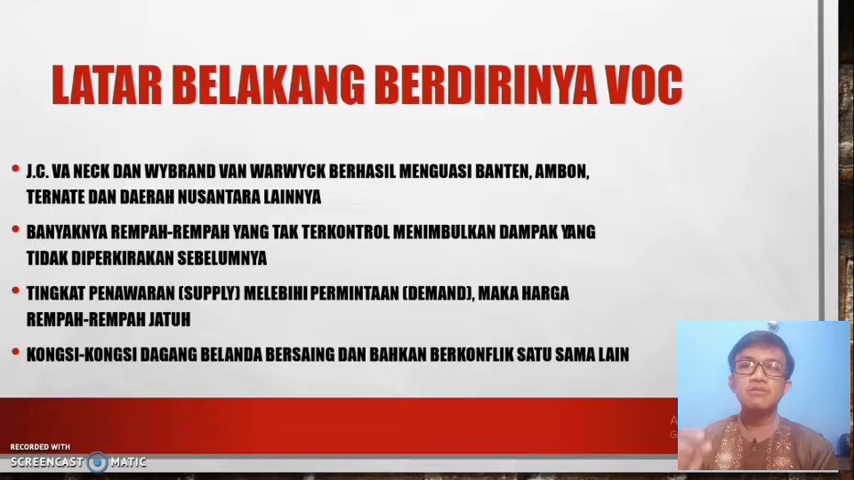 LATAR BELAKANG BERDIRINYA VOC
• J.C. VA NECK DAN WYBRAND VAN WARWYCK BERHASIL MENGUASI BANTEN, AMBON,
TERNATE DAN DAERAH NUSANTARA LAINNYA
• BANYAKNYA REMPAH-REMPAH YANG TAK TERKONTROL MENIMBULKAN DAMPAK YANG
TIDAK DIPERKIRAKAN SEBELUMNYA
• TINGKAT PENAWARAN (SUPPLY) MELEBIHI PERMINTAAN (DEMAND), MAKA HARGA
REMPAH-REMPAH JATUH
• KONGSI-KONGSI DAGANG BELANDA BERSAING DAN BAHKAN BERKONFLIK SATU SAMA LAIN
RECORDED WITH
SCREENCAST MATIC